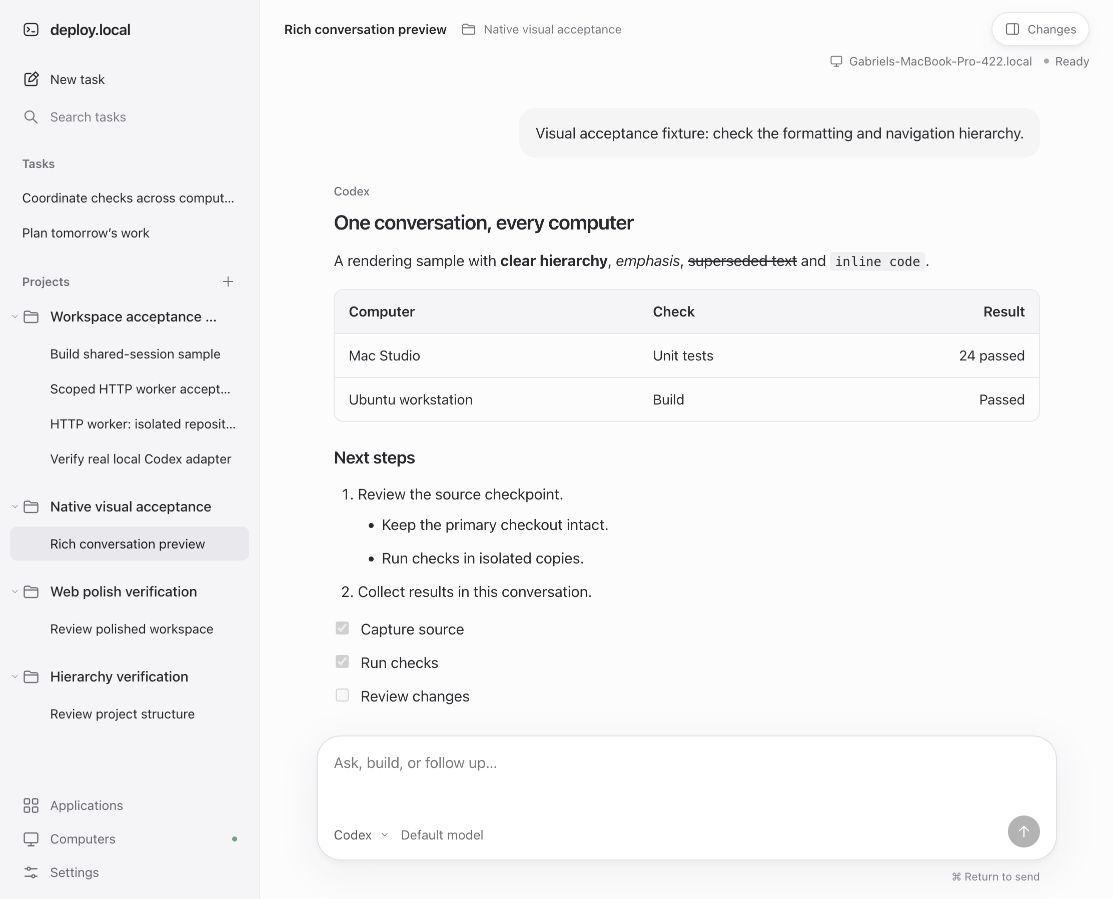 deploy.local
New task
Search tasks
Tasks
Coordinate checks across comput...
Plan tomorrow's work
Projects
Workspace acceptance ...
Build shared-session sample
Scoped HTTP worker accept...
HTTP worker: isolated reposit...
Verify real local Codex adapter
Native visual acceptance
Rich conversation preview
Web polish verification
Review polished workspace
Hierarchy verification
Review project structure
Applications
Computers
Settings
Rich conversation preview Native visual acceptance
Changes
Gabriels-MacBook-Pro-422.local Ready
Visual acceptance fixture: check the formatting and navigation hierarchy.
Codex
One conversation, every computer
A rendering sample with clear hierarchy, emphasis, superseded text and inline code.
Computer Check Result
Mac Studio Unit tests 24 passed
Ubuntu workstation Build Passed
Next steps
1. Review the source checkpoint.
• Keep the primary checkout intact.
• Run checks in isolated copies.
2. Collect results in this conversation.
Capture source
Run checks
Review changes
Ask, build, or follow up...
Codex Default model
⌘ Return to send